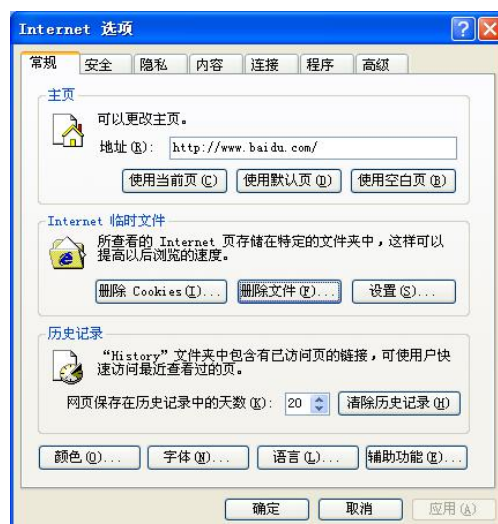 Internet 选项
常规 安全 隐私 内容 连接 程序 高级
主页
可以更改主页。
地址(R): http://www.baidu.com/
使用当前页(C) 使用默认页(D) 使用空白页(B)
Internet 临时文件
所查看的 Internet 页存储在特定的文件夹中，这样可以
提高以后浏览的速度。
删除 Cookies(I)... 删除文件(F)... 设置(S)...
历史记录
“History”文件夹中包含有已访问页的链接，可使用户快
速访问最近查看过的页。
网页保存在历史记录中的天数(K): 20 清除历史记录(H)
颜色(O)... 字体(N)... 语言(L)... 辅助功能(E)...
确定 取消 应用(A)